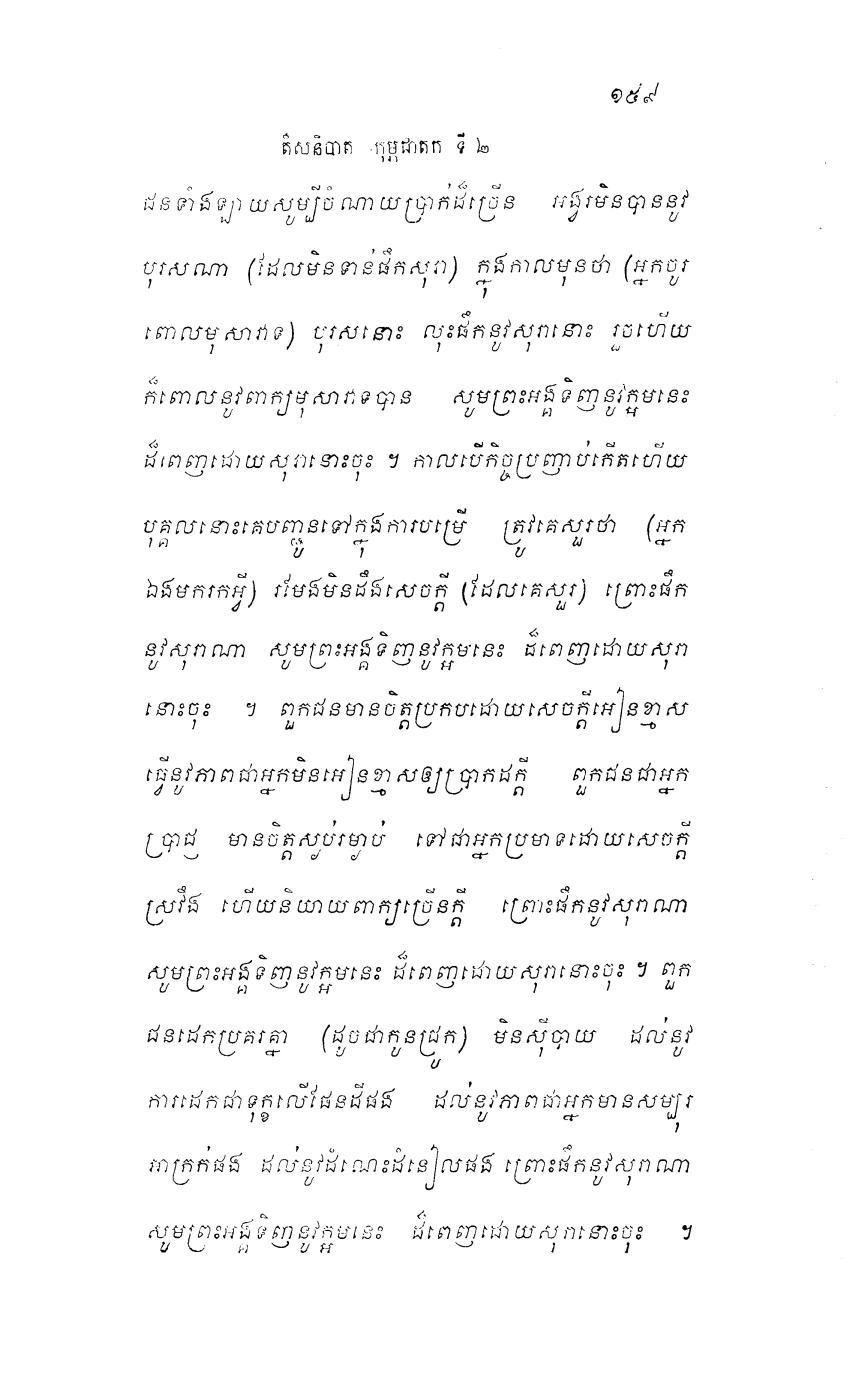 ១៥៩
តឹសនិបាត កុម្ភជាតក ទី ២
ជនទាំងឡាយសូម្បីចំណាយប្រាក់ដ៏ច្រើន អង្វរមិនបាននូវ
បុរសណា (ដែលមិនទាន់ផឹកសុរា) ក្នុងកាលមុនថា (អ្នកចូរ
ពោលមុសាវាទ) បុរសនោះ លុះផឹកនូវសុរានោះ រួចហើយ
ក៏ពោលនូវពាក្យមុសាវាទបាន សូមព្រះអង្គទិញនូវក្អមនេះ
ដ៏ពេញដោយសុរានោះចុះ ។ កាលបើកិច្ចប្រញាប់កើតហើយ
បុគ្គលនោះគេបញ្ជូនទៅក្នុងការបម្រើ ត្រូវគេសួរថា (អ្នក
ឯងមករកអ្វី) រមែងមិនដឹងសេចក្តី (ដែលគេសួរ) ព្រោះផឹក
នូវសុរាណា សូមព្រះអង្គទិញនូវក្អមនេះ ដ៏ពេញដោយសុរា
នោះចុះ ។ ពួកជនមានចិត្តប្រកបដោយសេចក្តីអៀនខ្មាស
ធ្វើនូវភាពជាអ្នកមិនអៀនខ្មាសឲ្យប្រាកដក្តី ពួកជនជាអ្នក
ប្រាជ្ញ មានចិត្តស្ងប់រម្ងាប់ ទៅជាអ្នកប្រមាទដោយសេចក្តី
ស្រវឹង ហើយនិយាយពាក្យច្រើនក្តី ព្រោះផឹកនូវសុរាណា
សូមព្រះអង្គទិញនូវក្អមនេះ ដ៏ពេញដោយសុរានោះចុះ ។ ពួក
ជនដេកប្រគរគ្នា (ដូចជាកូនជ្រូក) មិនស៊ីបាយ ដល់នូវ
ការដេកជាទុក្ខលើផែនដីផង ដល់នូវភាពជាអ្នកមានសម្បុរ
អាក្រក់ផង ដល់នូវដំណេះដំនៀលផង ព្រោះផឹកនូវសុរាណា
សូមព្រះអង្គទិញនូវក្អមនេះ ដ៏ពេញដោយសុរានោះចុះ ។